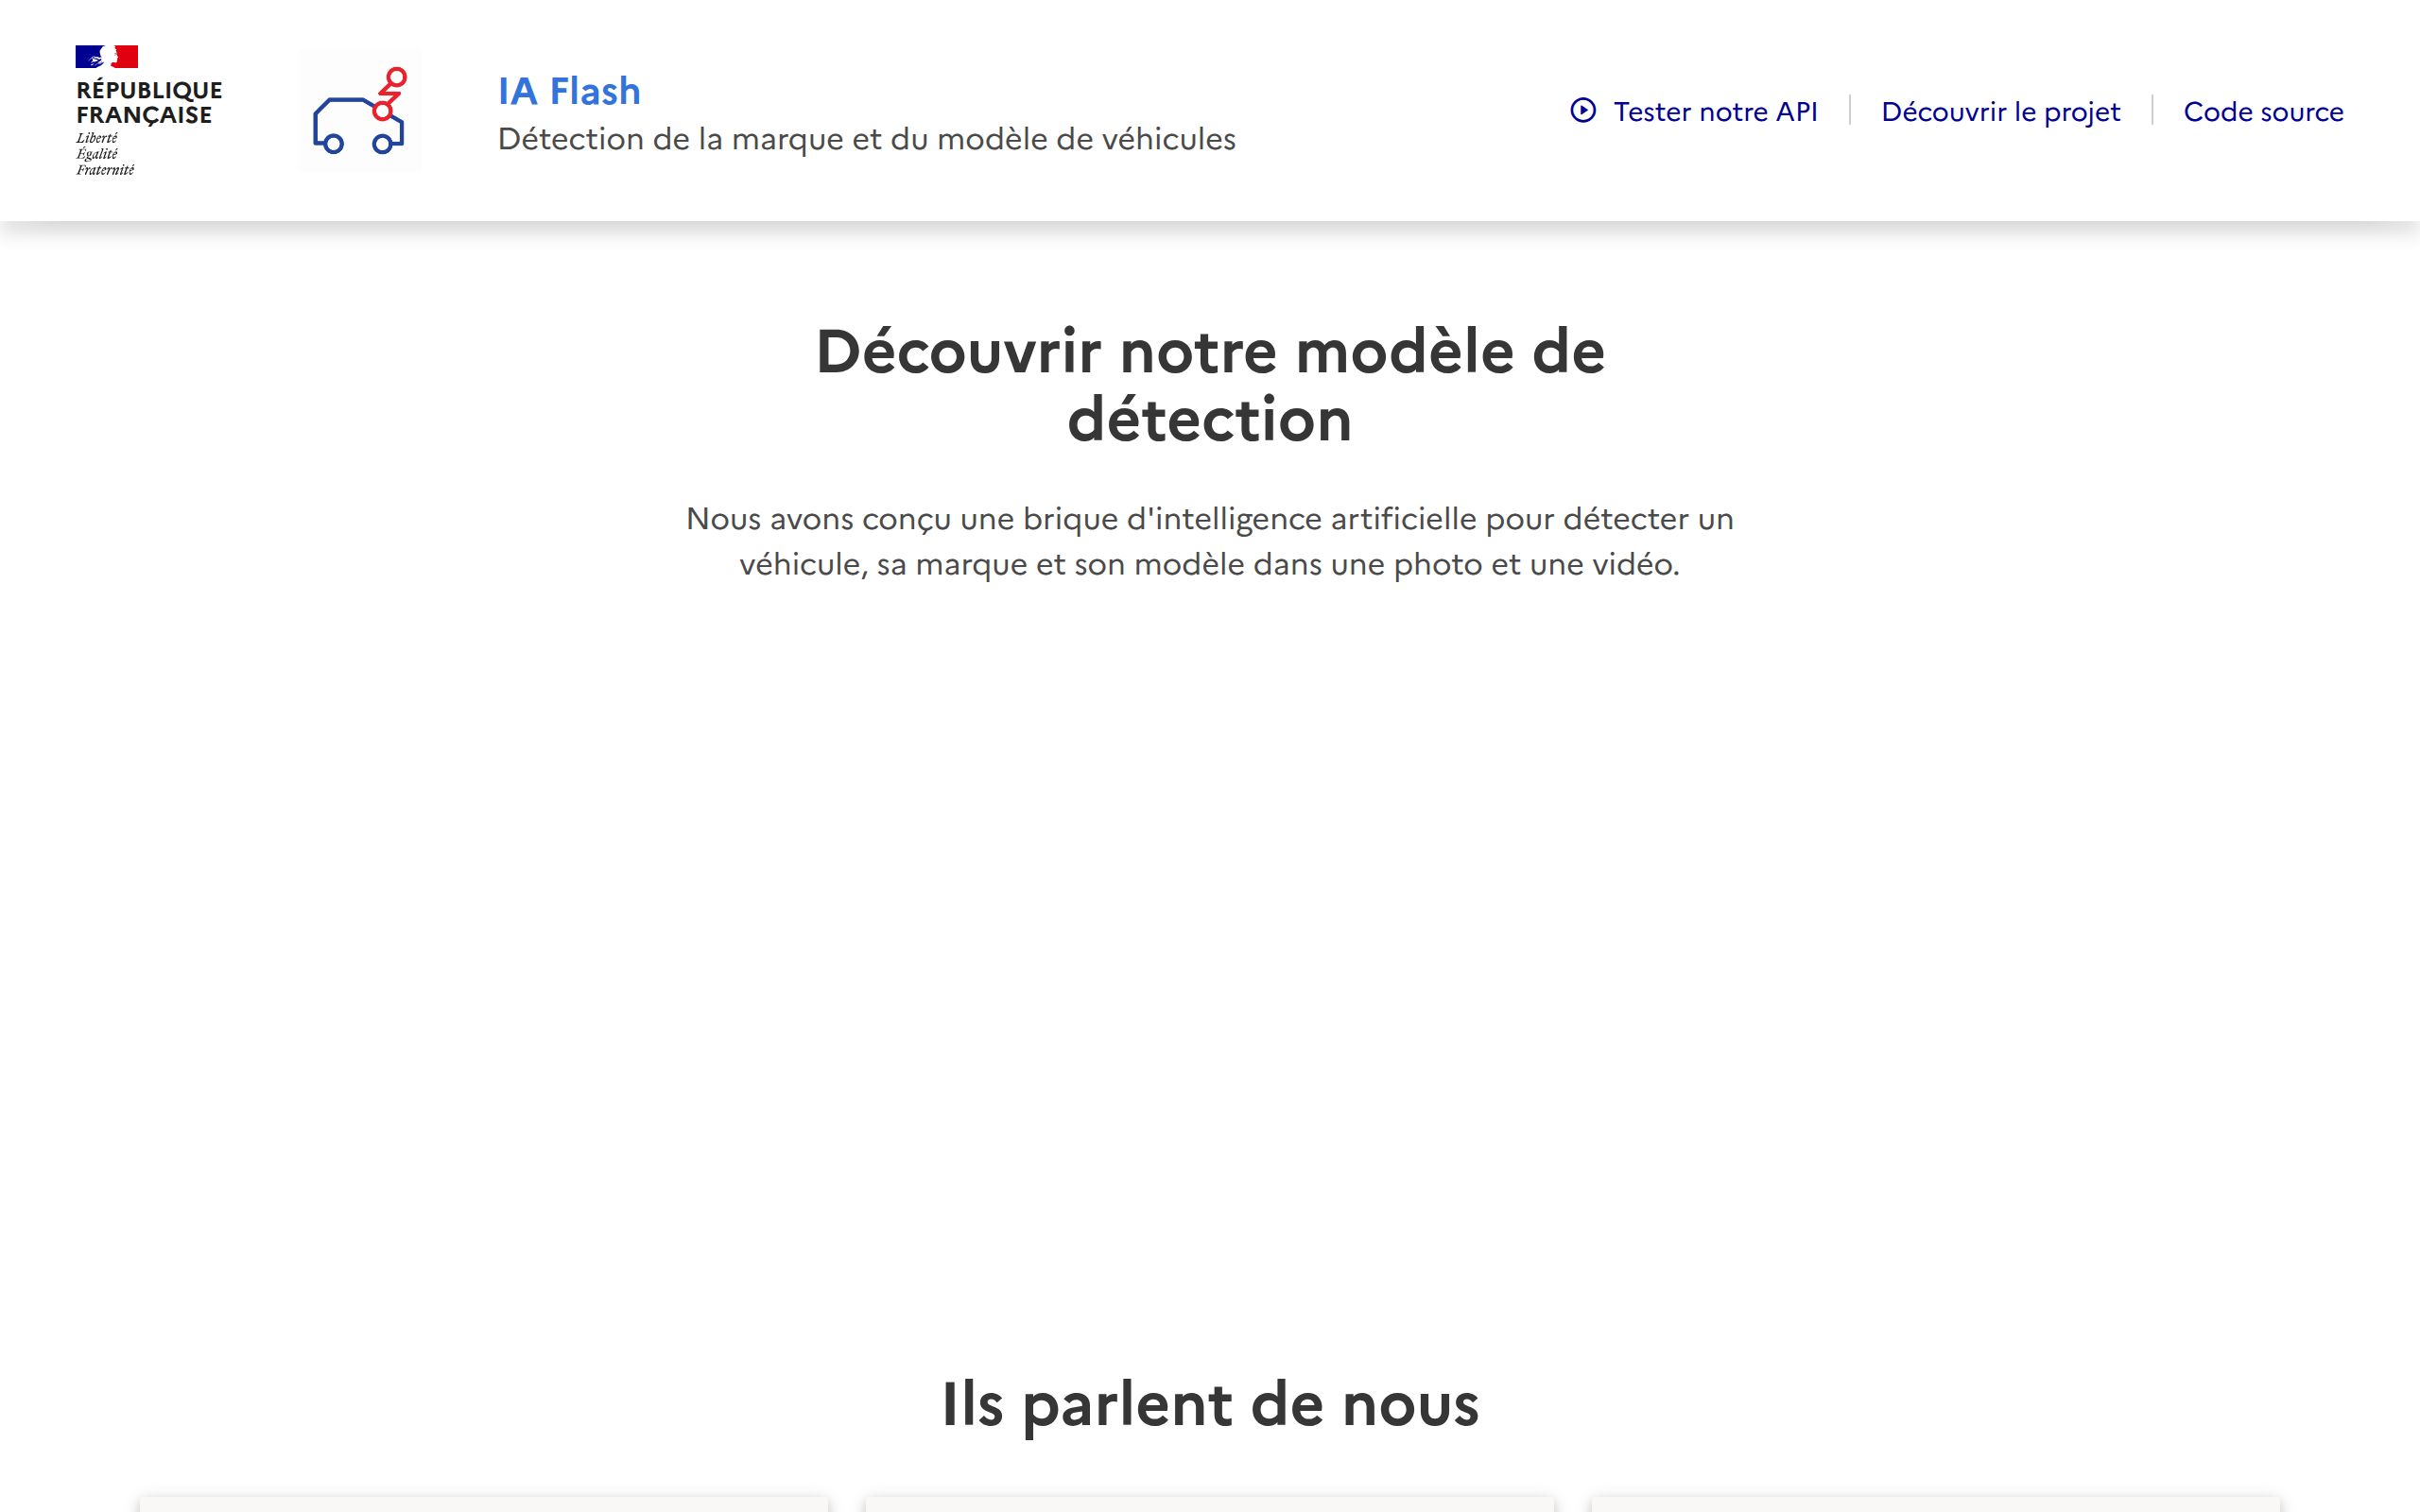 RÉPUBLIQUE
FRANÇAISE
Liberté
Égalité
Fraternité
IA Flash
Détection de la marque et du modèle de véhicules
Tester notre API
Découvrir le projet
Code source
Découvrir notre modèle de
détection
Nous avons conçu une brique d'intelligence artificielle pour détecter un
véhicule, sa marque et son modèle dans une photo et une vidéo.
Ils parlent de nous